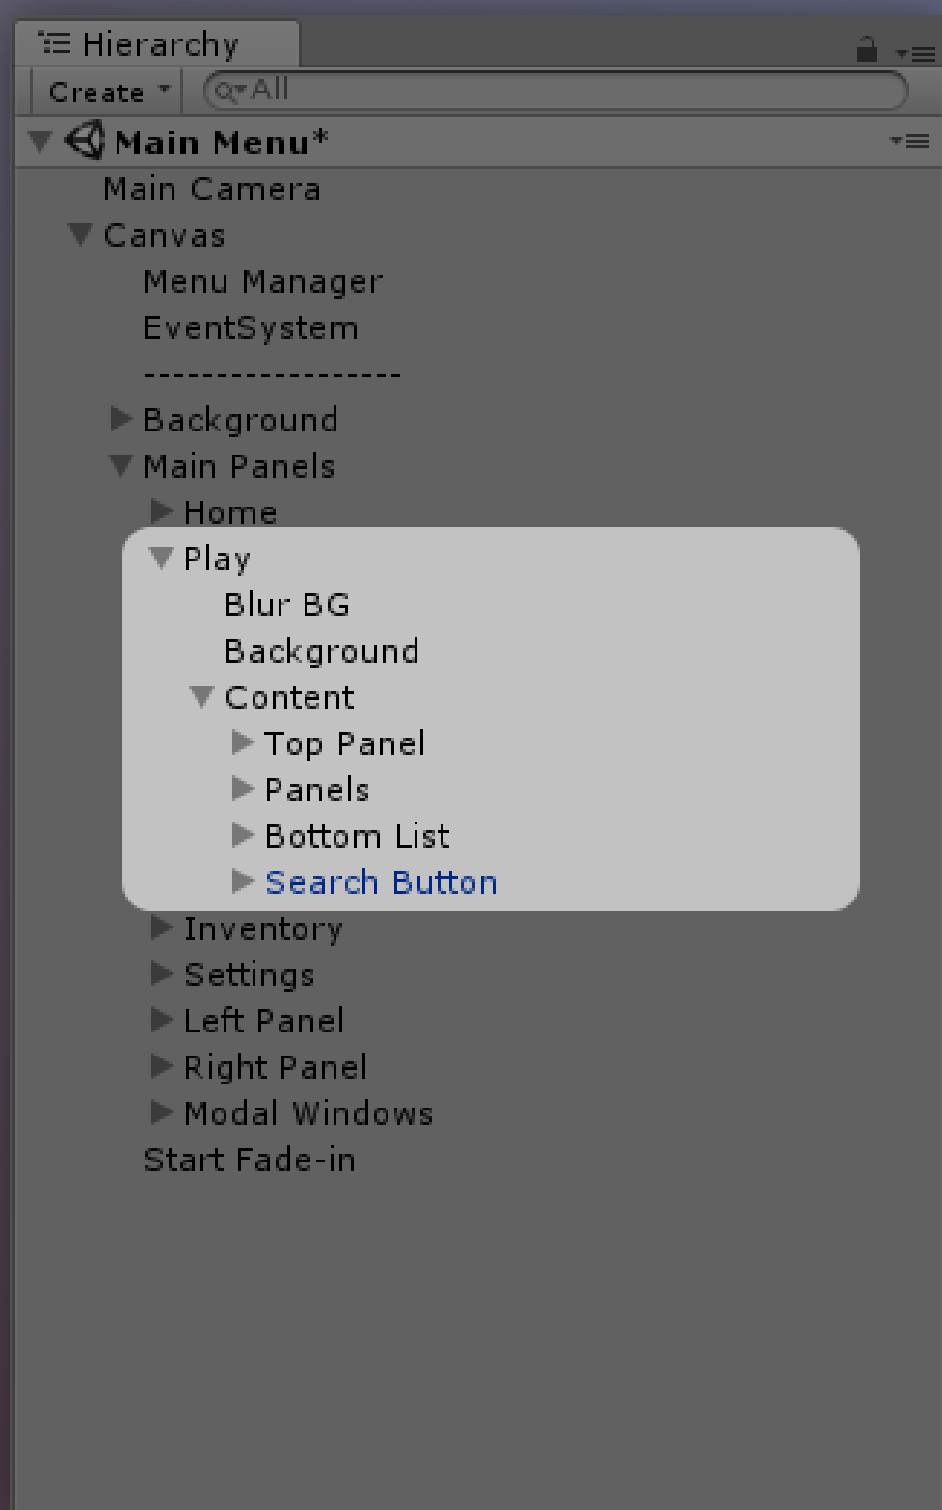 Hierarchy
Create All
Main Menu*
Main Camera
Canvas
Menu Manager
EventSystem
------------------
Background
Main Panels
Home
Play
Blur BG
Background
Content
Top Panel
Panels
Bottom List
Search Button
Inventory
Settings
Left Panel
Right Panel
Modal Windows
Start Fade-in